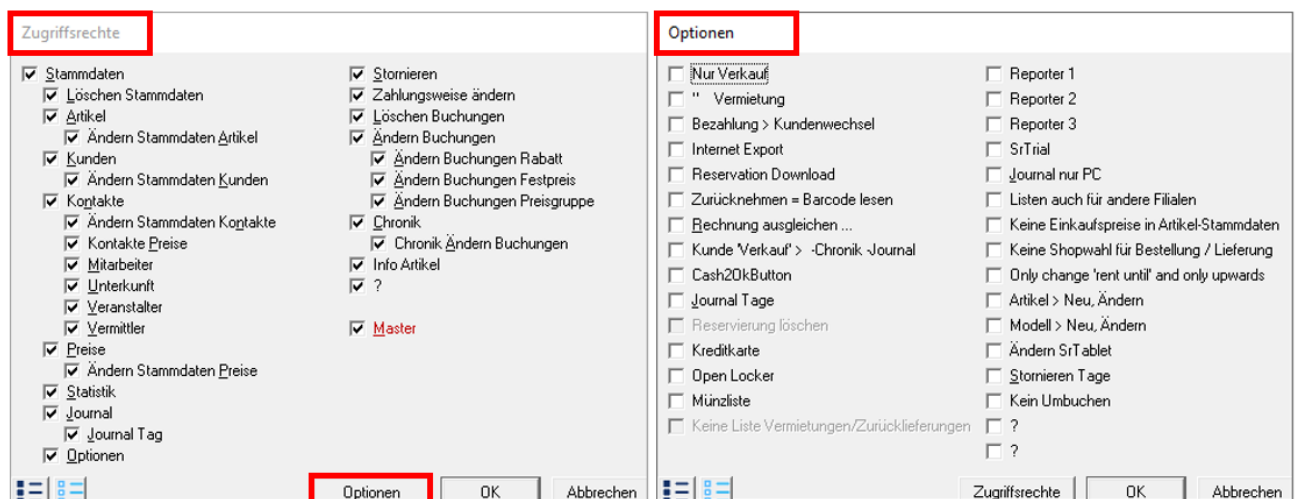 Zugriffsrechte
Stammdaten
Löschen Stammdaten
Artikel
Ändern Stammdaten Artikel
Kunden
Ändern Stammdaten Kunden
Kontakte
Ändern Stammdaten Kontakte
Kontakte Preise
Mitarbeiter
Unterkunft
Veranstalter
Vermittler
Preise
Ändern Stammdaten Preise
Statistik
Journal
Journal Tag
Optionen
Stornieren
Zahlungsweise ändern
Löschen Buchungen
Ändern Buchungen
Ändern Buchungen Rabatt
Ändern Buchungen Festpreis
Ändern Buchungen Preisgruppe
Chronik
Chronik Ändern Buchungen
Info Artikel
?
Master
Optionen
OK
Abbrechen
Optionen
Nur Verkauf
" Vermietung
Bezahlung > Kundenwechsel
Internet Export
Reservation Download
Zurücknehmen = Barcode lesen
Rechnung ausgleichen ...
Kunde 'Verkauf' > -Chronik -Journal
Cash2OkButton
Journal Tage
Reservierung löschen
Kreditkarte
Open Locker
Münzliste
Keine Liste Vermietungen/Zurücklieferungen
Reporter 1
Reporter 2
Reporter 3
SrTrial
Journal nur PC
Listen auch für andere Filialen
Keine Einkaufspreise in Artikel-Stammdaten
Keine Shopwahl für Bestellung / Lieferung
Only change 'rent until' and only upwards
Artikel > Neu, Ändern
Modell > Neu, Ändern
Ändern SrTablet
Stornieren Tage
Kein Umbuchen
?
?
Zugriffsrechte
OK
Abbrechen